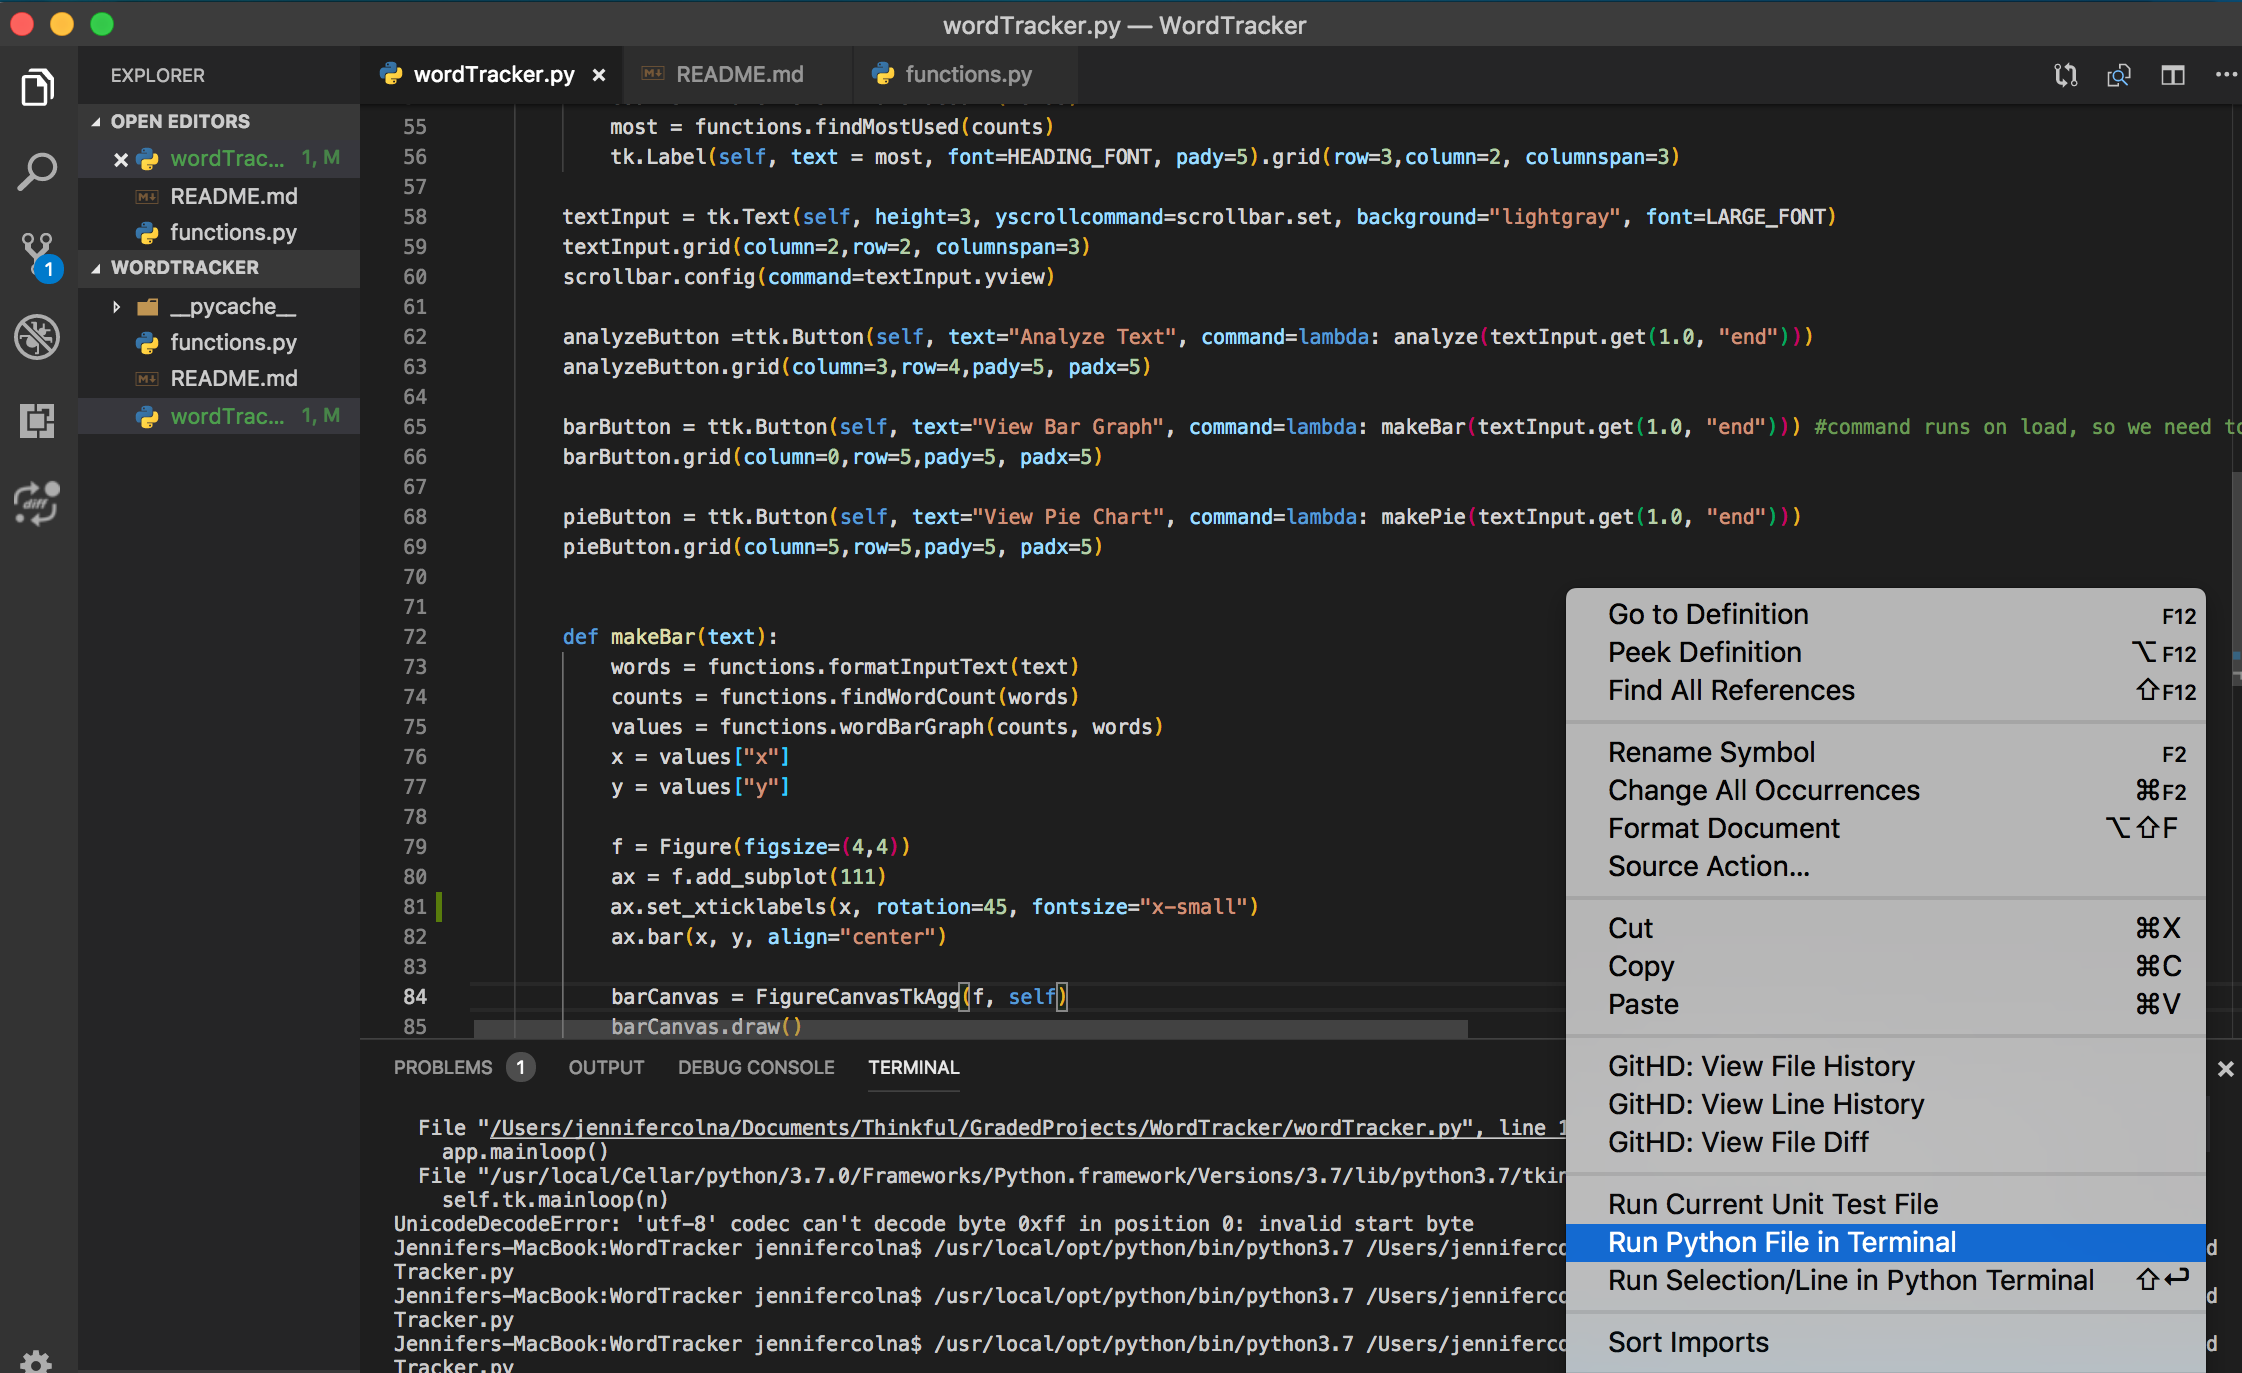 wordTracker.py — WordTracker
EXPLORER
OPEN EDITORS
wordTrac... 1, M
README.md
functions.py
WORDTRACKER
__pycache__
functions.py
README.md
wordTrac... 1, M
1
diff
wordTracker.py
README.md
functions.py
55 most = functions.findMostUsed(counts)
56 tk.Label(self, text = most, font=HEADING_FONT, pady=5).grid(row=3,column=2, columnspan=3)
57
58 textInput = tk.Text(self, height=3, yscrollcommand=scrollbar.set, background="lightgray", font=LARGE_FONT)
59 textInput.grid(column=2,row=2, columnspan=3)
60 scrollbar.config(command=textInput.yview)
61
62 analyzeButton =ttk.Button(self, text="Analyze Text", command=lambda: analyze(textInput.get(1.0, "end")))
63 analyzeButton.grid(column=3,row=4,pady=5, padx=5)
64
65 barButton = ttk.Button(self, text="View Bar Graph", command=lambda: makeBar(textInput.get(1.0, "end"))) #command runs on load, so we need to
66 barButton.grid(column=0,row=5,pady=5, padx=5)
67
68 pieButton = ttk.Button(self, text="View Pie Chart", command=lambda: makePie(textInput.get(1.0, "end")))
69 pieButton.grid(column=5,row=5,pady=5, padx=5)
70
71
72 def makeBar(text):
73 words = functions.formatInputText(text)
74 counts = functions.findWordCount(words)
75 values = functions.wordBarGraph(counts, words)
76 x = values["x"]
77 y = values["y"]
78
79 f = Figure(figsize=(4,4))
80 ax = f.add_subplot(111)
81 ax.set_xticklabels(x, rotation=45, fontsize="x-small")
82 ax.bar(x, y, align="center")
83
84 barCanvas = FigureCanvasTkAgg(f, self)
85 barCanvas.draw()
PROBLEMS 1 OUTPUT DEBUG CONSOLE TERMINAL
File "/Users/jennifercolna/Documents/Thinkful/GradedProjects/WordTracker/wordTracker.py", line 1
app.mainloop()
File "/usr/local/Cellar/python/3.7.0/Frameworks/Python.framework/Versions/3.7/lib/python3.7/tkin
self.tk.mainloop(n)
UnicodeDecodeError: 'utf-8' codec can't decode byte 0xff in position 0: invalid start byte
Jennifers-MacBook:WordTracker jennifercolna$ /usr/local/opt/python/bin/python3.7 /Users/jenniferco d
Tracker.py
Jennifers-MacBook:WordTracker jennifercolna$ /usr/local/opt/python/bin/python3.7 /Users/jenniferco d
Tracker.py
Jennifers-MacBook:WordTracker jennifercolna$ /usr/local/opt/python/bin/python3.7 /Users/jenniferco d
Tracker.py
Go to Definition F12
Peek Definition ⌥F12
Find All References ⇧F12
Rename Symbol F2
Change All Occurrences ⌘F2
Format Document ⌥⇧F
Source Action...
Cut ⌘X
Copy ⌘C
Paste ⌘V
GitHD: View File History
GitHD: View Line History
GitHD: View File Diff
Run Current Unit Test File
Run Python File in Terminal
Run Selection/Line in Python Terminal ⇧↩
Sort Imports